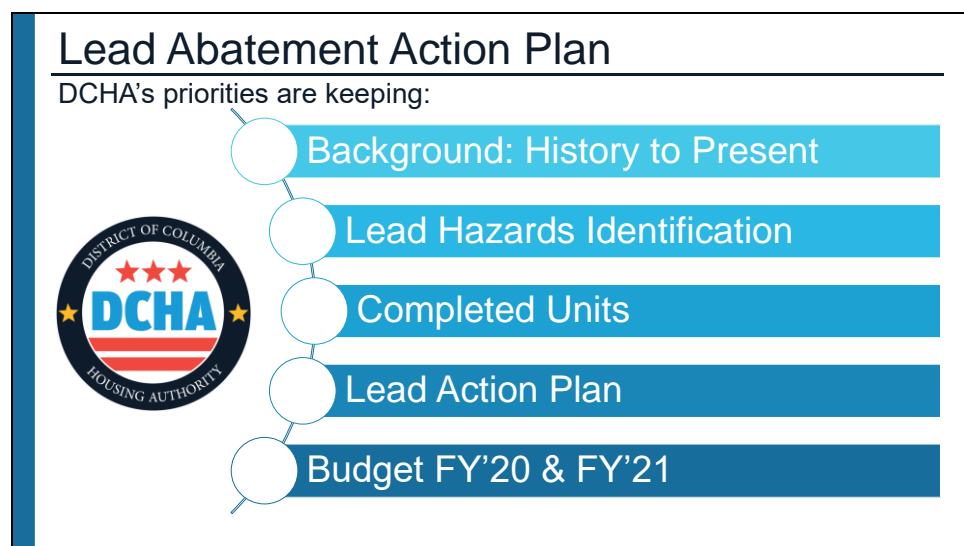 Lead Abatement Action Plan
DCHA’s priorities are keeping:
Background: History to Present
Lead Hazards Identification
DISTRICT OF COLUMBIA
DCHA
HOUSING AUTHORITY
Completed Units
Lead Action Plan
Budget FY’20 & FY’21